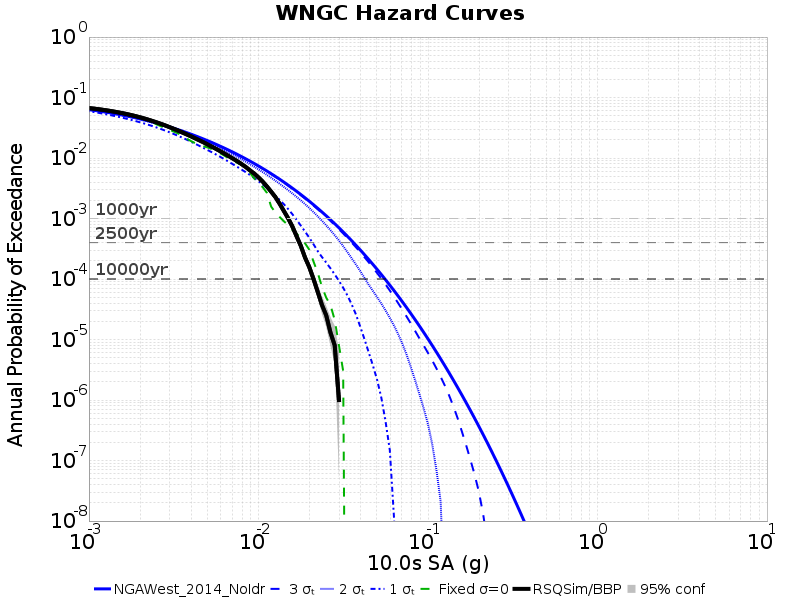 WNGC Hazard Curves
Annual Probability of Exceedance
10^0
10^-1
10^-2
10^-3
10^-4
10^-5
10^-6
10^-7
10^-8
1000yr
2500yr
10000yr
10^-3 10^-2 10^-1 10^0 10^1
10.0s SA (g)
NGAWest_2014_NoIdr 3 σₜ 2 σₜ 1 σₜ Fixed σ=0 RSQSim/BBP 95% conf